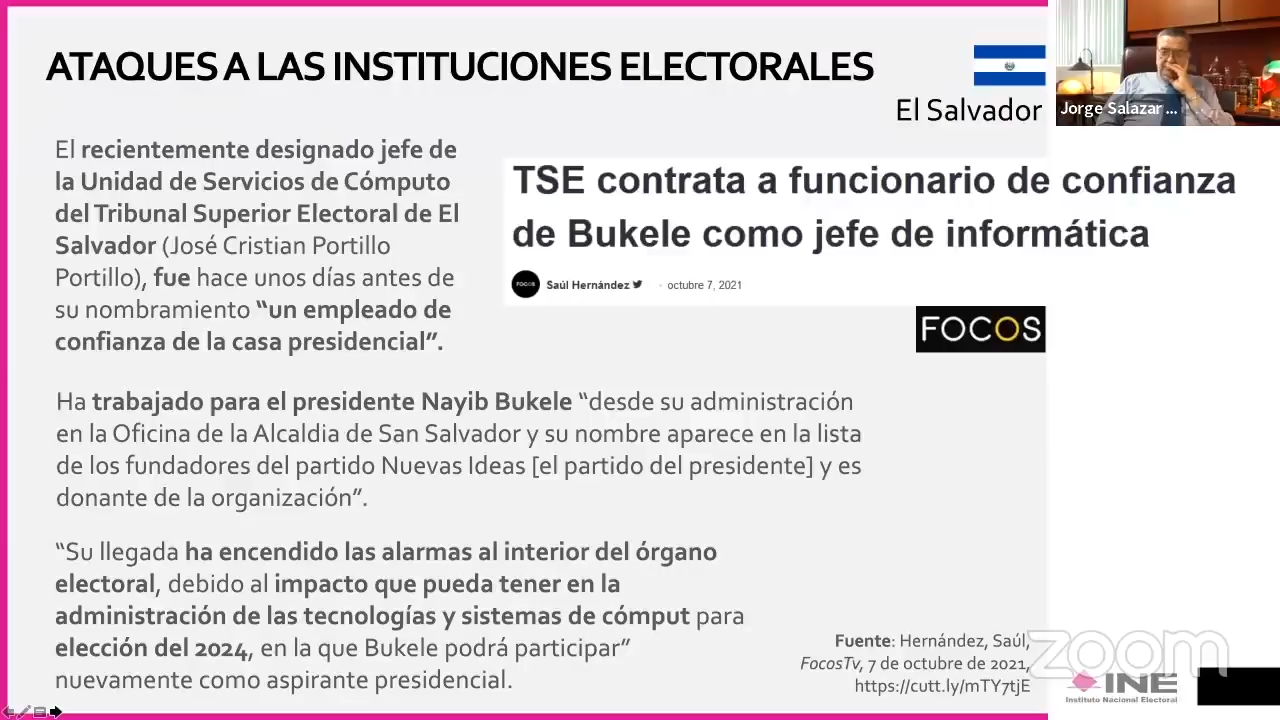 ATAQUES A LAS INSTITUCIONES ELECTORALES
El Salvador
Jorge Salazar ...
El recientemente designado jefe de
la Unidad de Servicios de Cómputo
del Tribunal Superior Electoral de El
Salvador (José Cristian Portillo
Portillo), fue hace unos días antes de
su nombramiento “un empleado de
confianza de la casa presidencial”.
TSE contrata a funcionario de confianza
de Bukele como jefe de informática
FOCOS
Saúl Hernández
octubre 7, 2021
FOCOS
Ha trabajado para el presidente Nayib Bukele “desde su administración
en la Oficina de la Alcaldia de San Salvador y su nombre aparece en la lista
de los fundadores del partido Nuevas Ideas [el partido del presidente] y es
donante de la organización”.
“Su llegada ha encendido las alarmas al interior del órgano
electoral, debido al impacto que pueda tener en la
administración de las tecnologías y sistemas de cómput para
elección del 2024, en la que Bukele podrá participar”
nuevamente como aspirante presidencial.
Fuente: Hernández, Saúl,
FocosTv, 7 de octubre de 2021,
https://cutt.ly/mTY7tjE
zoom
INE
Instituto Nacional Electoral